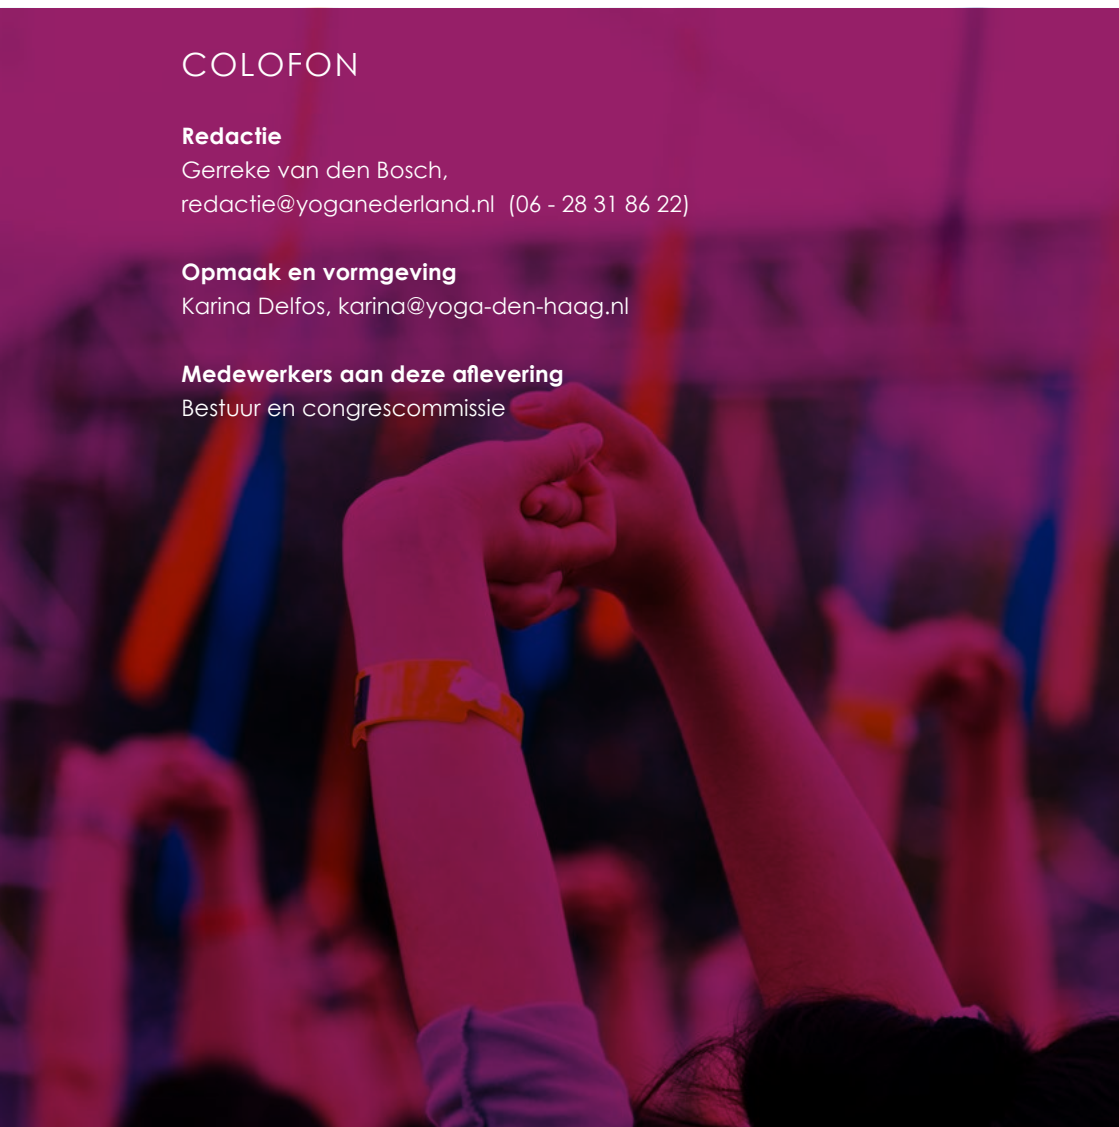 COLOFON
Redactie
Gerreke van den Bosch,
redactie@yoganederland.nl (06 - 28 31 86 22)
Opmaak en vormgeving
Karina Delfos, karina@yoga-den-haag.nl
Medewerkers aan deze aflevering
Bestuur en congrescommissie